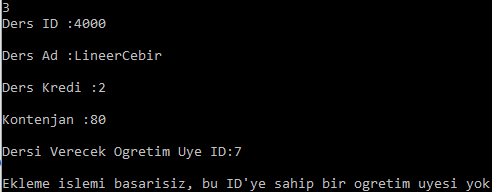 3
Ders ID :4000
Ders Ad :LineerCebir
Ders Kredi :2
Kontenjan :80
Dersi Verecek Ogretim Uye ID:7
Ekleme islemi basarisiz, bu ID'ye sahip bir ogretim uyesi yok